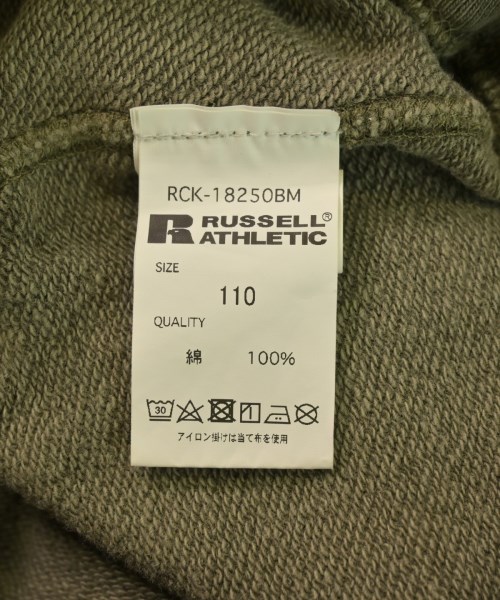 RCK-18250BM
RUSSELL®
ATHLETIC
SIZE
110
QUALITY
綿 100%
30
アイロン掛けは当て布を使用